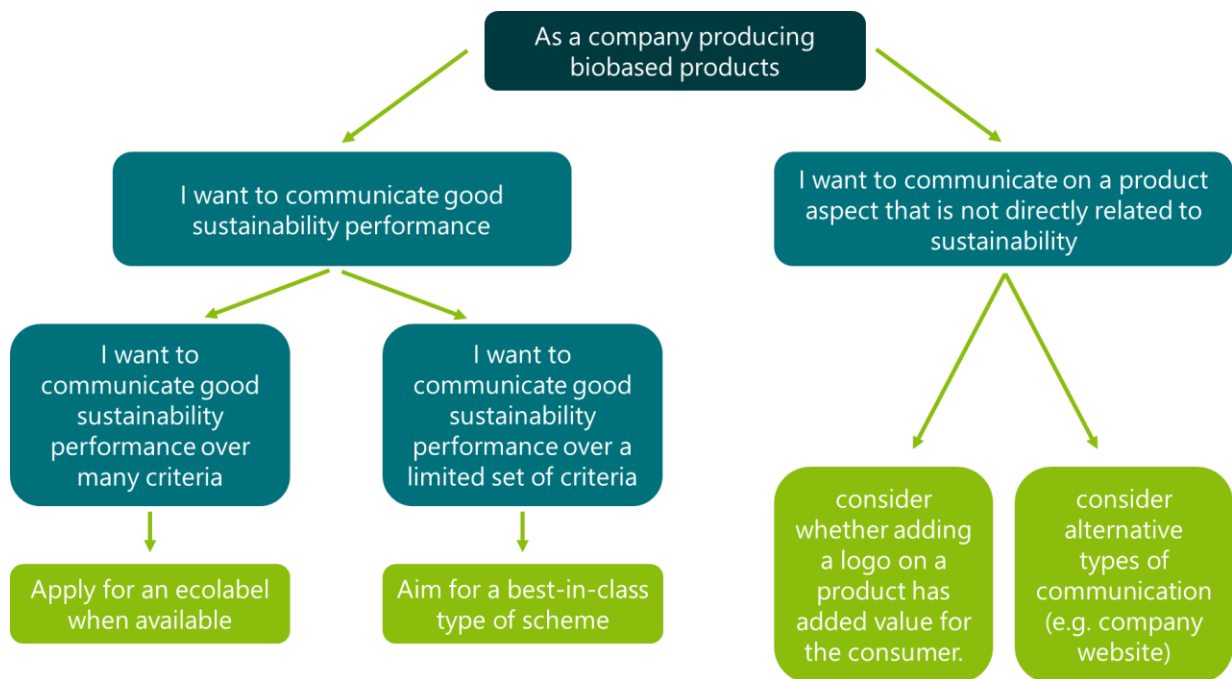 As a company producing
biobased products
I want to communicate good
sustainability performance
I want to communicate on a product
aspect that is not directly related to
sustainability
I want to
communicate good
sustainability
performance over
many criteria
I want to
communicate good
sustainability
performance over a
limited set of criteria
Apply for an ecolabel
when available
Aim for a best-in-class
type of scheme
consider
whether adding
a logo on a
product has
added value for
the consumer.
consider
alternative
types of
communication
(e.g. company
website)